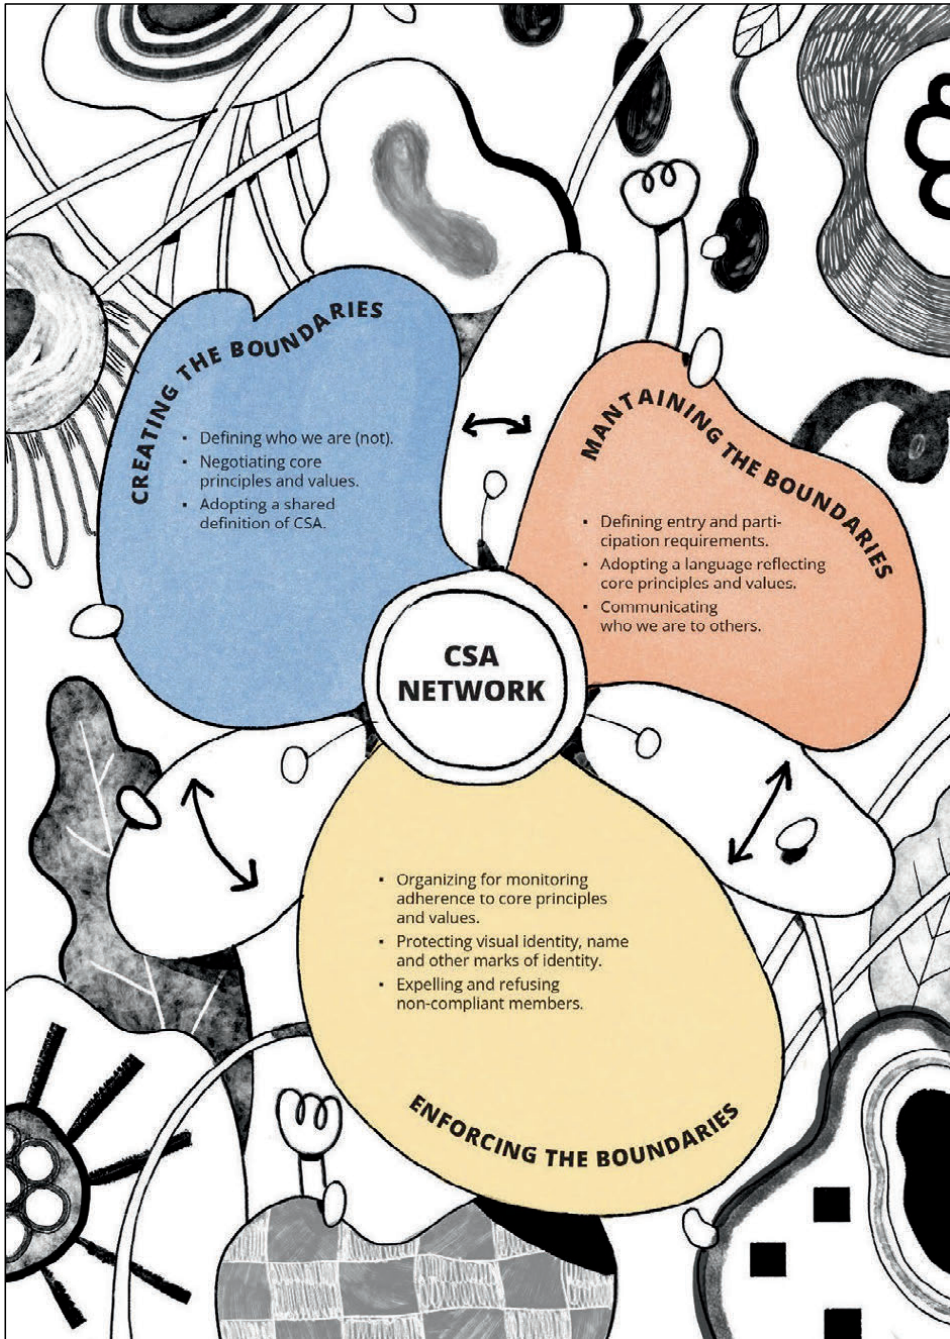 CREATING THE BOUNDARIES
▪ Defining who we are (not).
▪ Negotiating core
principles and values.
▪ Adopting a shared
definition of CSA.
MANTAINING THE BOUNDARIES
▪ Defining entry and parti-
cipation requirements.
▪ Adopting a language reflecting
core principles and values.
▪ Communicating
who we are to others.
CSA
NETWORK
▪ Organizing for monitoring
adherence to core principles
and values.
▪ Protecting visual identity, name
and other marks of identity.
▪ Expelling and refusing
non-compliant members.
ENFORCING THE BOUNDARIES